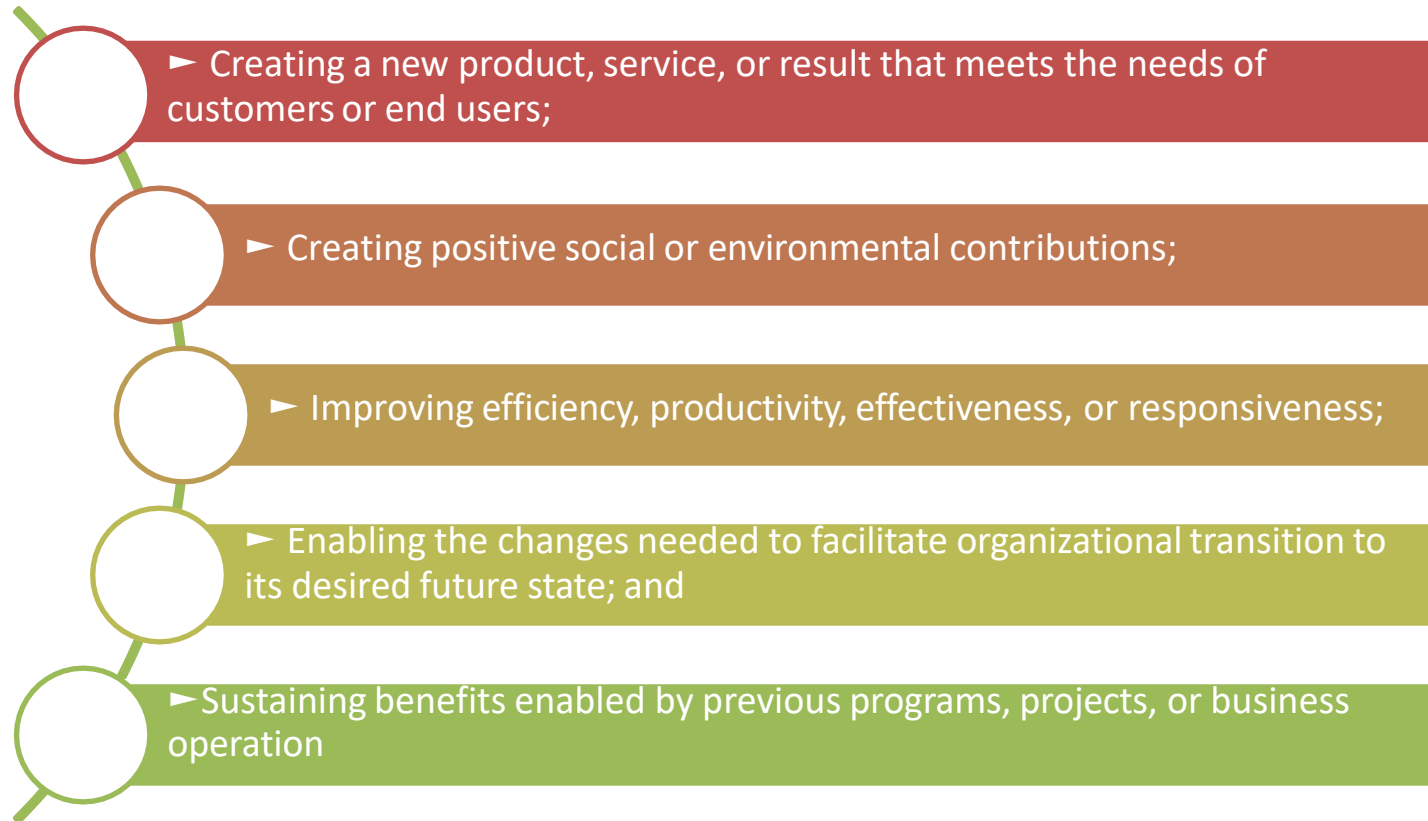 ► Creating a new product, service, or result that meets the needs of
customers or end users;
► Creating positive social or environmental contributions;
► Improving efficiency, productivity, effectiveness, or responsiveness;
► Enabling the changes needed to facilitate organizational transition to
its desired future state; and
►Sustaining benefits enabled by previous programs, projects, or business
operation